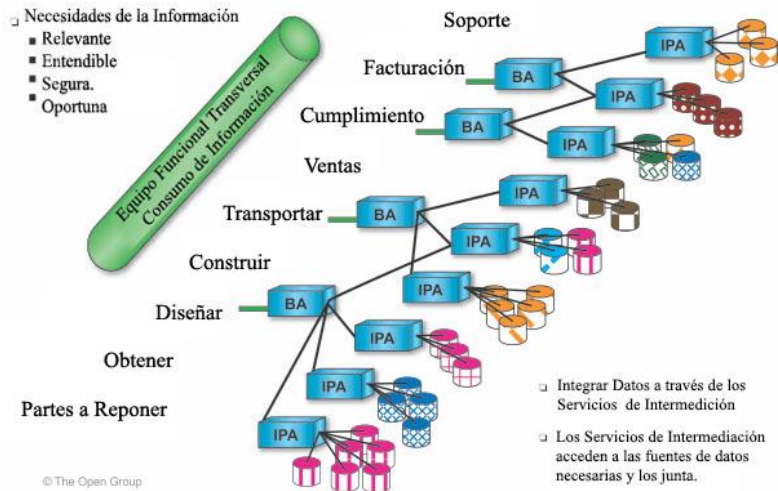 Necesidades de la Información
Relevante
Entendible
Segura.
Oportuna
Equipo Funcional Transversal
Consumo de Información
Soporte
Facturación
Cumplimiento
Ventas
Transportar
Construir
Diseñar
Obtener
Partes a Reponer
BA
BA
BA
BA
IPA
IPA
IPA
IPA
IPA
IPA
IPA
IPA
IPA
Integrar Datos a través de los
Servicios de Intermedición
Los Servicios de Intermediación
acceden a las fuentes de datos
necesarias y los junta.
© The Open Group